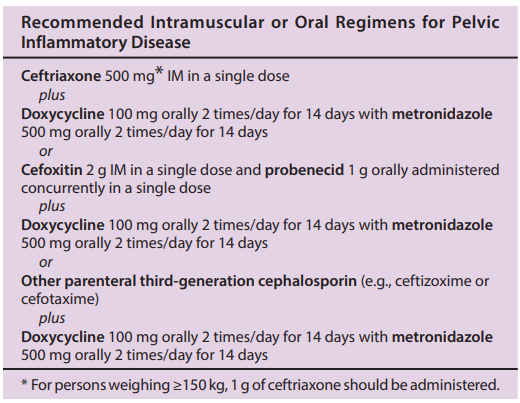 Recommended Intramuscular or Oral Regimens for Pelvic
Inflammatory Disease
Ceftriaxone 500 mg* IM in a single dose
plus
Doxycycline 100 mg orally 2 times/day for 14 days with metronidazole
500 mg orally 2 times/day for 14 days
or
Cefoxitin 2 g IM in a single dose and probenecid 1 g orally administered
concurrently in a single dose
plus
Doxycycline 100 mg orally 2 times/day for 14 days with metronidazole
500 mg orally 2 times/day for 14 days
or
Other parenteral third-generation cephalosporin (e.g., ceftizoxime or
cefotaxime)
plus
Doxycycline 100 mg orally 2 times/day for 14 days with metronidazole
500 mg orally 2 times/day for 14 days
* For persons weighing ≥150 kg, 1 g of ceftriaxone should be administered.